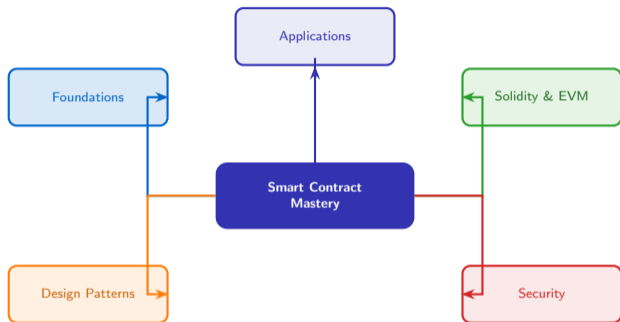 Applications
Foundations
Solidity & EVM
Smart Contract
Mastery
Design Patterns
Security